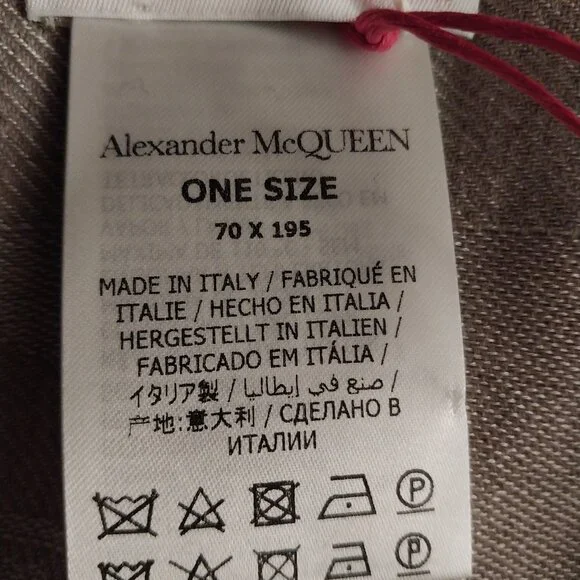 Alexander McQUEEN
ONE SIZE
70 X 195
MADE IN ITALY / FABRIQUÉ EN
ITALIE / HECHO EN ITALIA /
HERGESTELLT IN ITALIEN /
FABRICADO EM ITÁLIA /
イタリア製 / صنع في إيطاليا /
产地:意大利 / СДЕЛАНО В
ИТАЛИИ
P
P